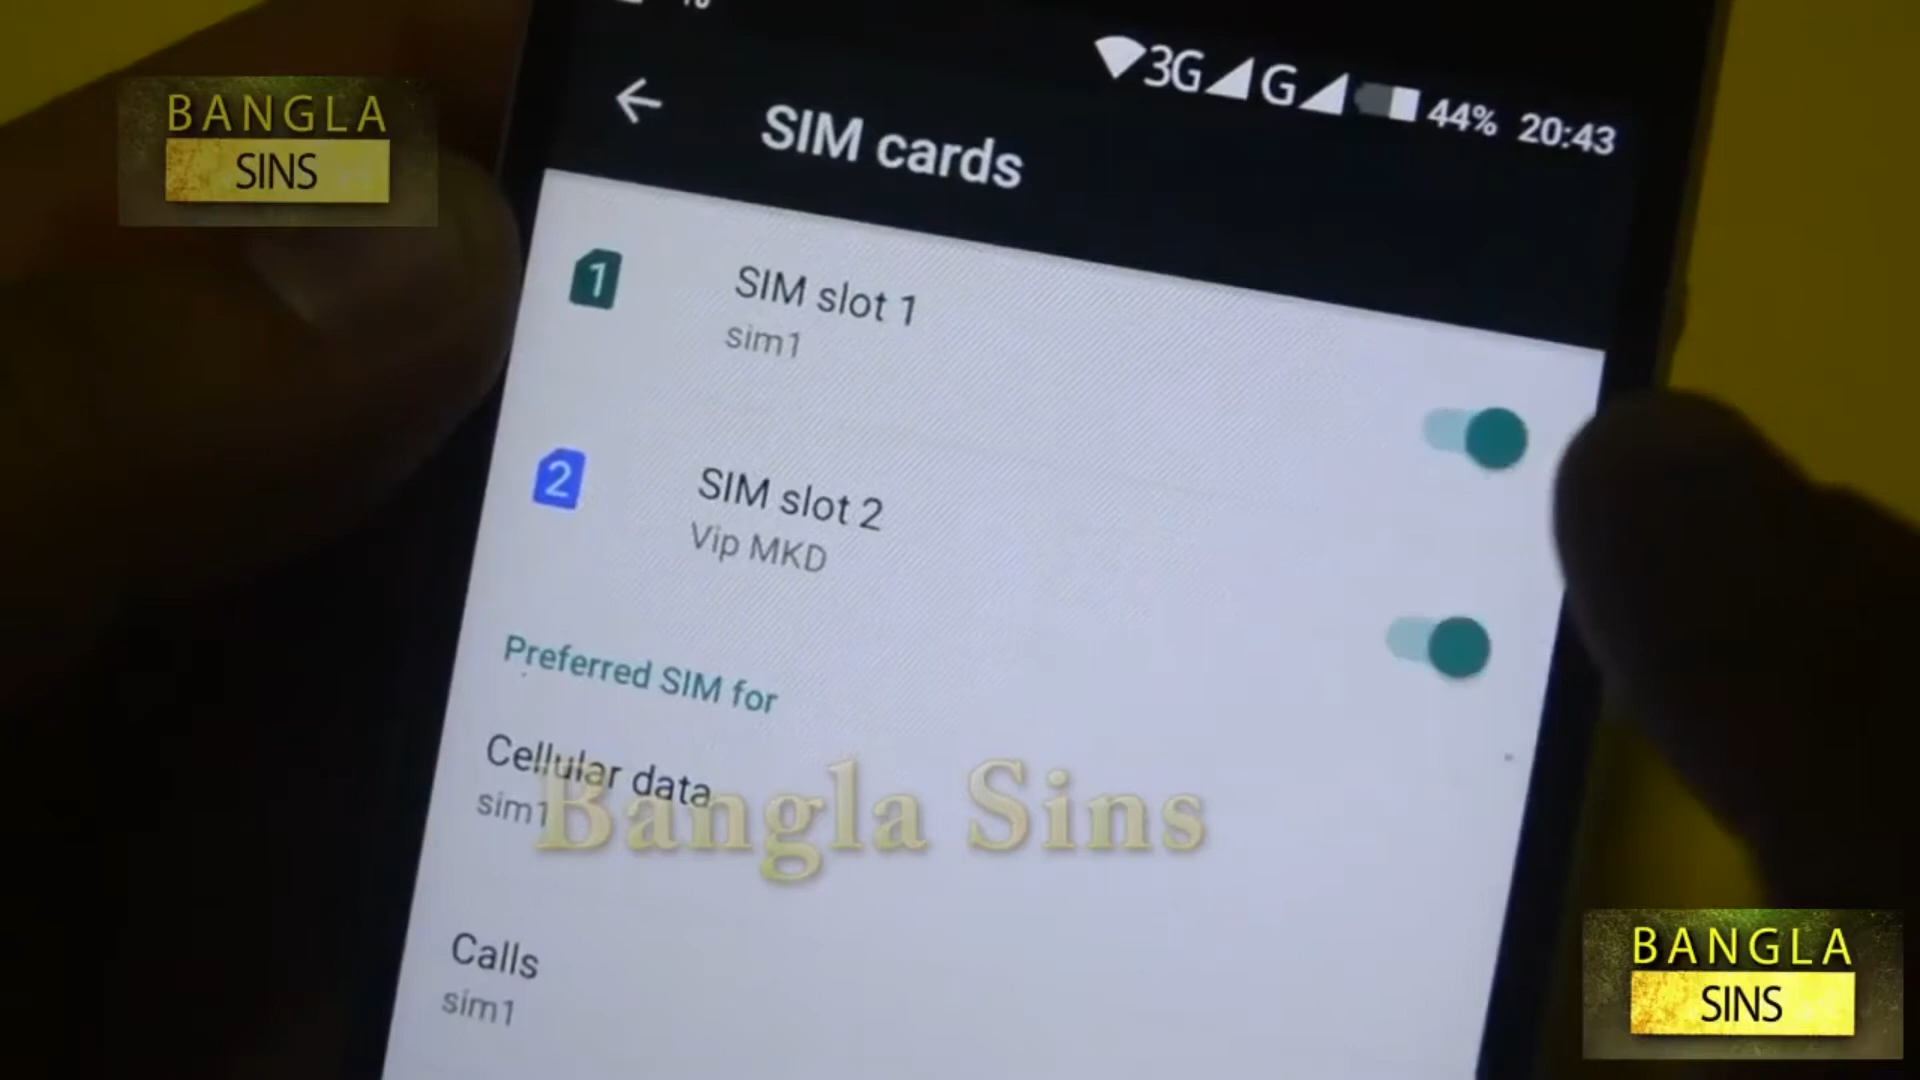 BANGLA
SINS
3G G 44% 20:43
SIM cards
1
SIM slot 1
sim1
2
SIM slot 2
Vip MKD
Preferred SIM for
Cellular data
sim1
Bangla Sins
Calls
sim1
BANGLA
SINS